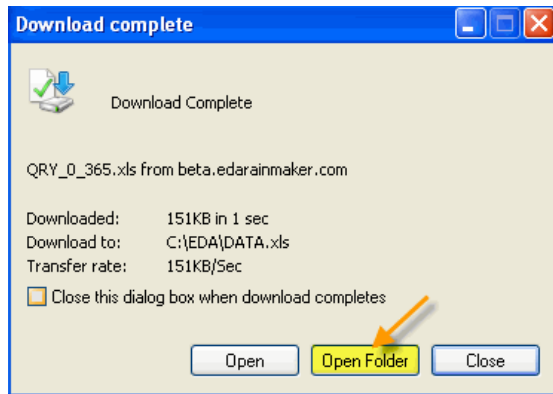 Download complete
Download Complete
QRY_0_365.xls from beta.edarainmaker.com
Downloaded: 151KB in 1 sec
Download to: C:\EDA\DATA.xls
Transfer rate: 151KB/Sec
Close this dialog box when download completes
Open Open Folder Close